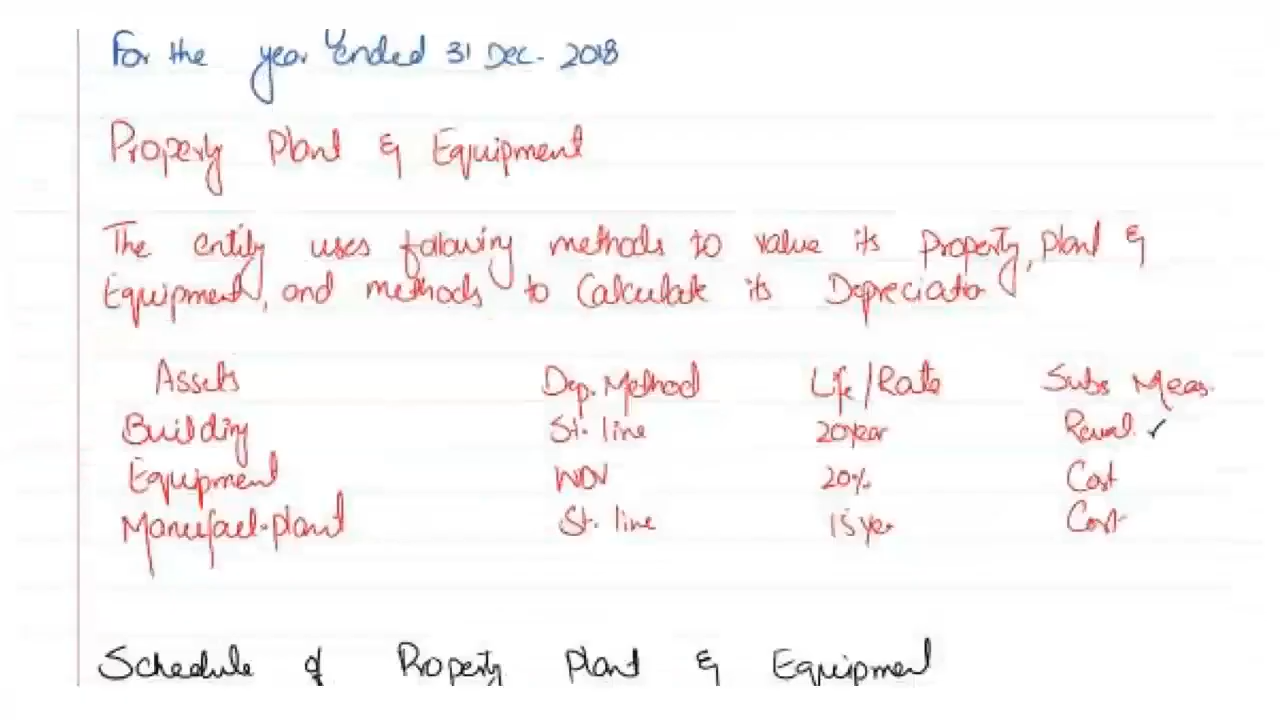 For the year Ended 31 Dec. 2018
Property Plant & Equipment
The entity uses following methods to value its Property, Plant &
Equipment, and methods to Calculate its Depreciation
Assets Dep. Method Life/Rate Subs Meas.
Building St. line 20year Reval. ✓
Equipment WDV 20% Cost
Manufact. plant St. line 15 year Cost
Schedule of Property Plant & Equipment